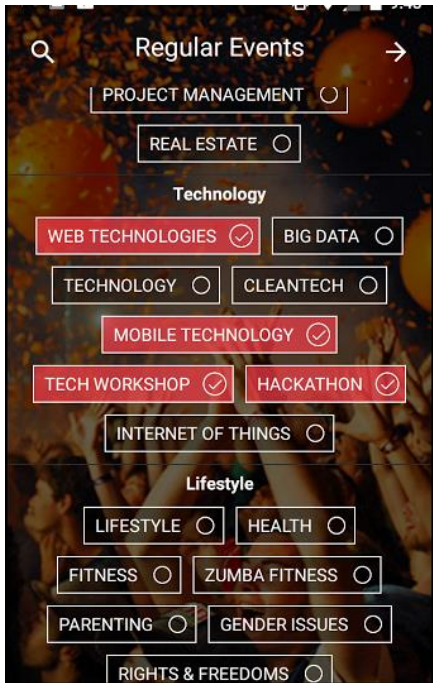 Regular Events
PROJECT MANAGEMENT
REAL ESTATE
Technology
WEB TECHNOLOGIES
BIG DATA
TECHNOLOGY
CLEANTECH
MOBILE TECHNOLOGY
TECH WORKSHOP
HACKATHON
INTERNET OF THINGS
Lifestyle
LIFESTYLE
HEALTH
FITNESS
ZUMBA FITNESS
PARENTING
GENDER ISSUES
RIGHTS & FREEDOMS